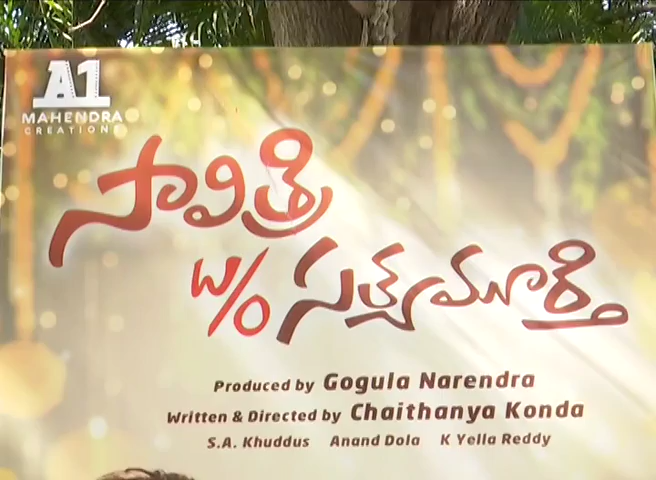 A1
MAHENDRA
CREATIONS
సావిత్రి
w/o సత్యమూర్తి
Produced by Gogula Narendra
Written & Directed by Chaithanya Konda
S.A. Khuddus Anand Dola K Yella Reddy